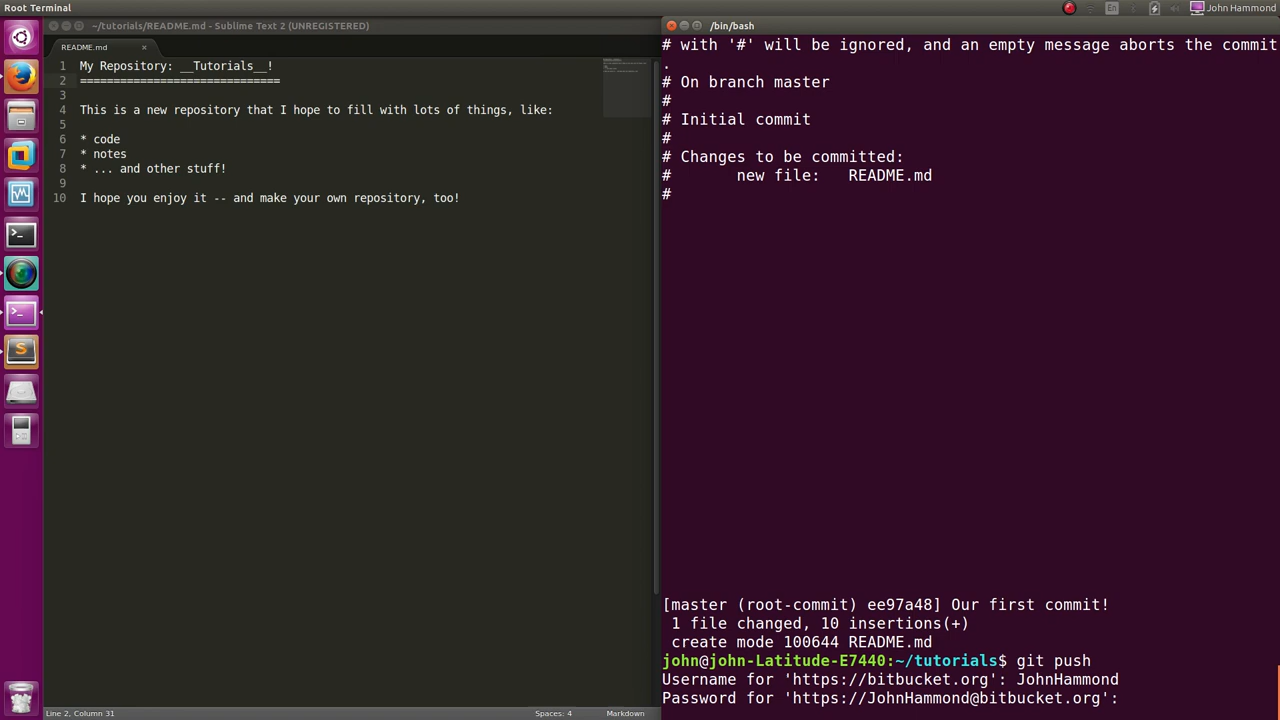 Root Terminal
En
John Hammond
~/tutorials/README.md - Sublime Text 2 (UNREGISTERED)
README.md
1 My Repository: __Tutorials__!
2 ==============================
3
4 This is a new repository that I hope to fill with lots of things, like:
5
6 * code
7 * notes
8 * ... and other stuff!
9
10 I hope you enjoy it -- and make your own repository, too!
Line 2, Column 31
Spaces: 4
Markdown
/bin/bash
# with '#' will be ignored, and an empty message aborts the commit
.
# On branch master
#
# Initial commit
#
# Changes to be committed:
#       new file:   README.md
#
[master (root-commit) ee97a48] Our first commit!
 1 file changed, 10 insertions(+)
 create mode 100644 README.md
john@john-Latitude-E7440:~/tutorials$ git push
Username for 'https://bitbucket.org': JohnHammond
Password for 'https://JohnHammond@bitbucket.org':